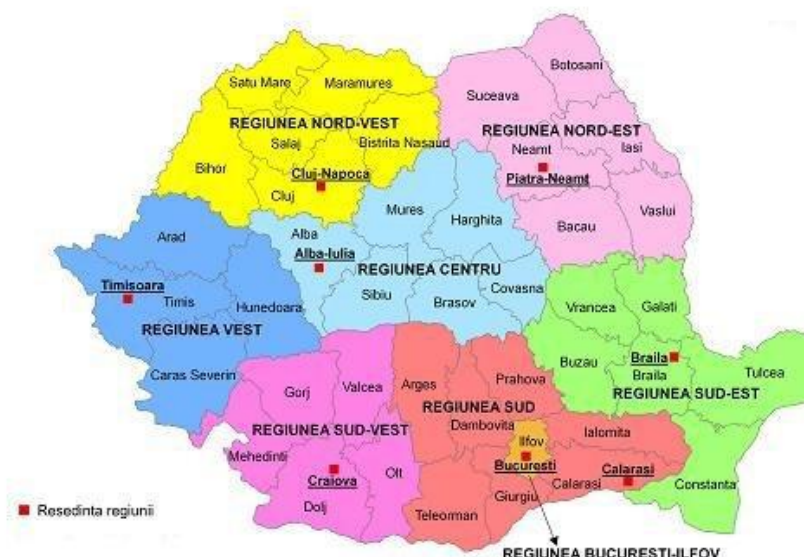 Botosani
Satu Mare
Maramures
Suceava
REGIUNEA NORD-VEST
REGIUNEA NORD-EST
Salaj
Bistrita Nasaud
Neamt
Iasi
Bihor
Cluj-Napoca
Piatra-Neamt
Cluj
Mures
Harghita
Vaslui
Bacau
Arad
Alba
Alba-Iulia
REGIUNEA CENTRU
Timisoara
Timis
Hunedoara
Sibiu
Brasov
Covasna
Vrancea
Galati
REGIUNEA VEST
Caras Severin
Buzau
Braila
Braila
Tulcea
Gorj
Valcea
Arges
Prahova
REGIUNEA SUD-EST
REGIUNEA SUD
REGIUNEA SUD-VEST
Dambovita
Ilfov
Ialomita
Mehedinti
Bucuresti
Calarasi
Craiova
Olt
Calarasi
Constanta
Giurgiu
Dolj
Teleorman
Resedinta regiunii
REGIUNEA BUCURESTI-ILFOV